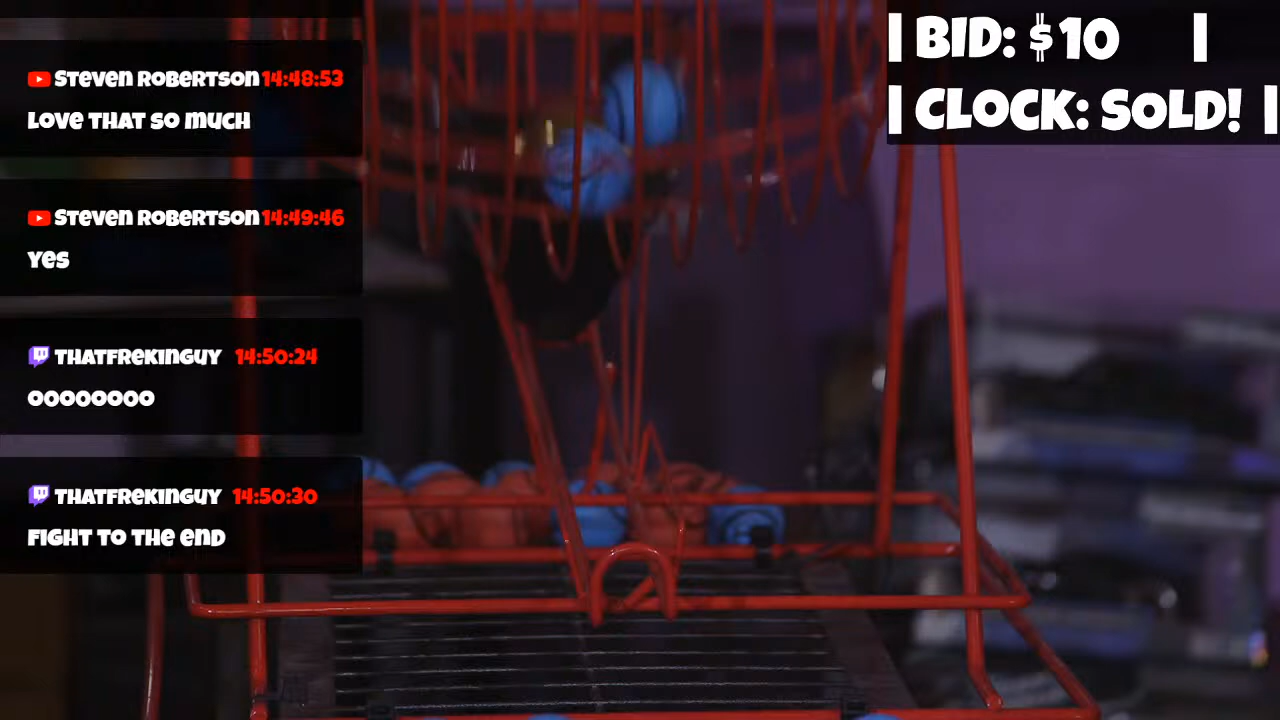 Steven Robertson 14:48:53
Love that so much
Steven Robertson 14:49:46
Yes
thatfrekinguy 14:50:24
oooooooo
thatfrekinguy 14:50:30
Fight to the end
| BID: $10 |
| CLOCK: SOLD! |